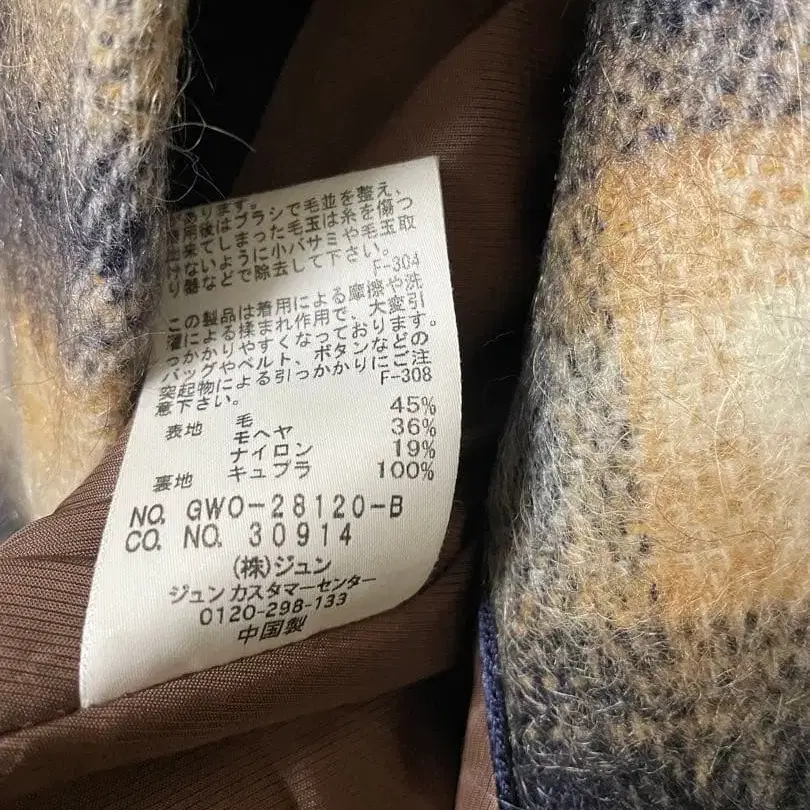 あります。
用後はブラシで毛並を整え、
出来てしまった毛玉は糸を傷つ
けないように小バサミや毛玉取
り器などで除去して下さい。
F-304
この製品は着用による摩擦や洗
濯による揉まれ作用で、大変引
っかかりやすくなっております。
バッグやベルト、ボタンなどの
突起物による引っかかりにご注
意下さい。 F-308
表地 毛 45%
モヘヤ 36%
ナイロン 19%
裏地 キュプラ 100%
NO. GWO-28120-B
CO. NO. 30914
(株)ジュン
ジュンカスタマーセンター
0120-298-133
中国製